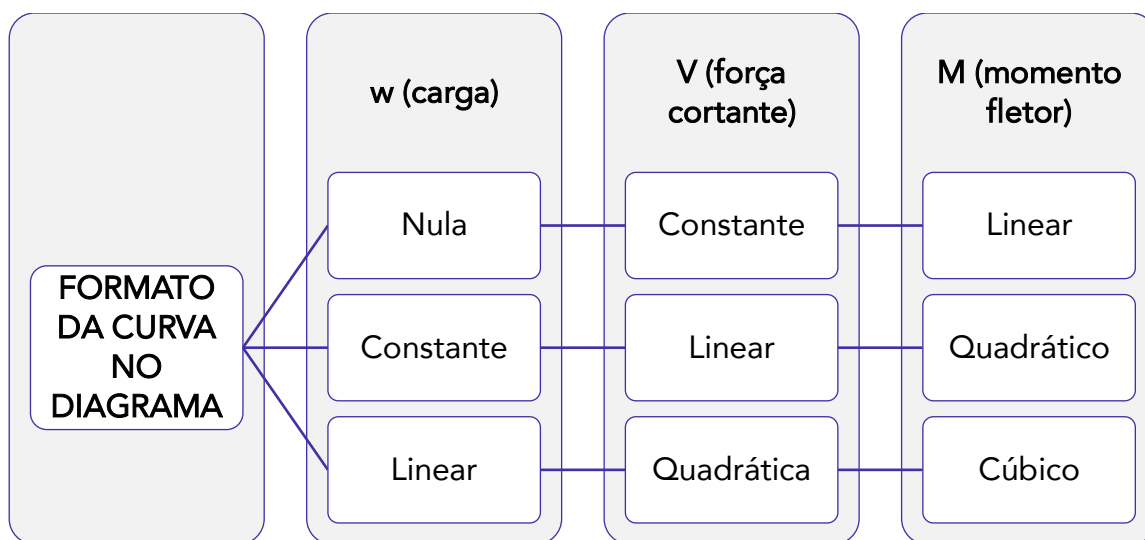 FORMATO
DA CURVA
NO
DIAGRAMA
w (carga)
Nula
Constante
Linear
V (força
cortante)
Constante
Linear
Quadrática
M (momento
fletor)
Linear
Quadrático
Cúbico